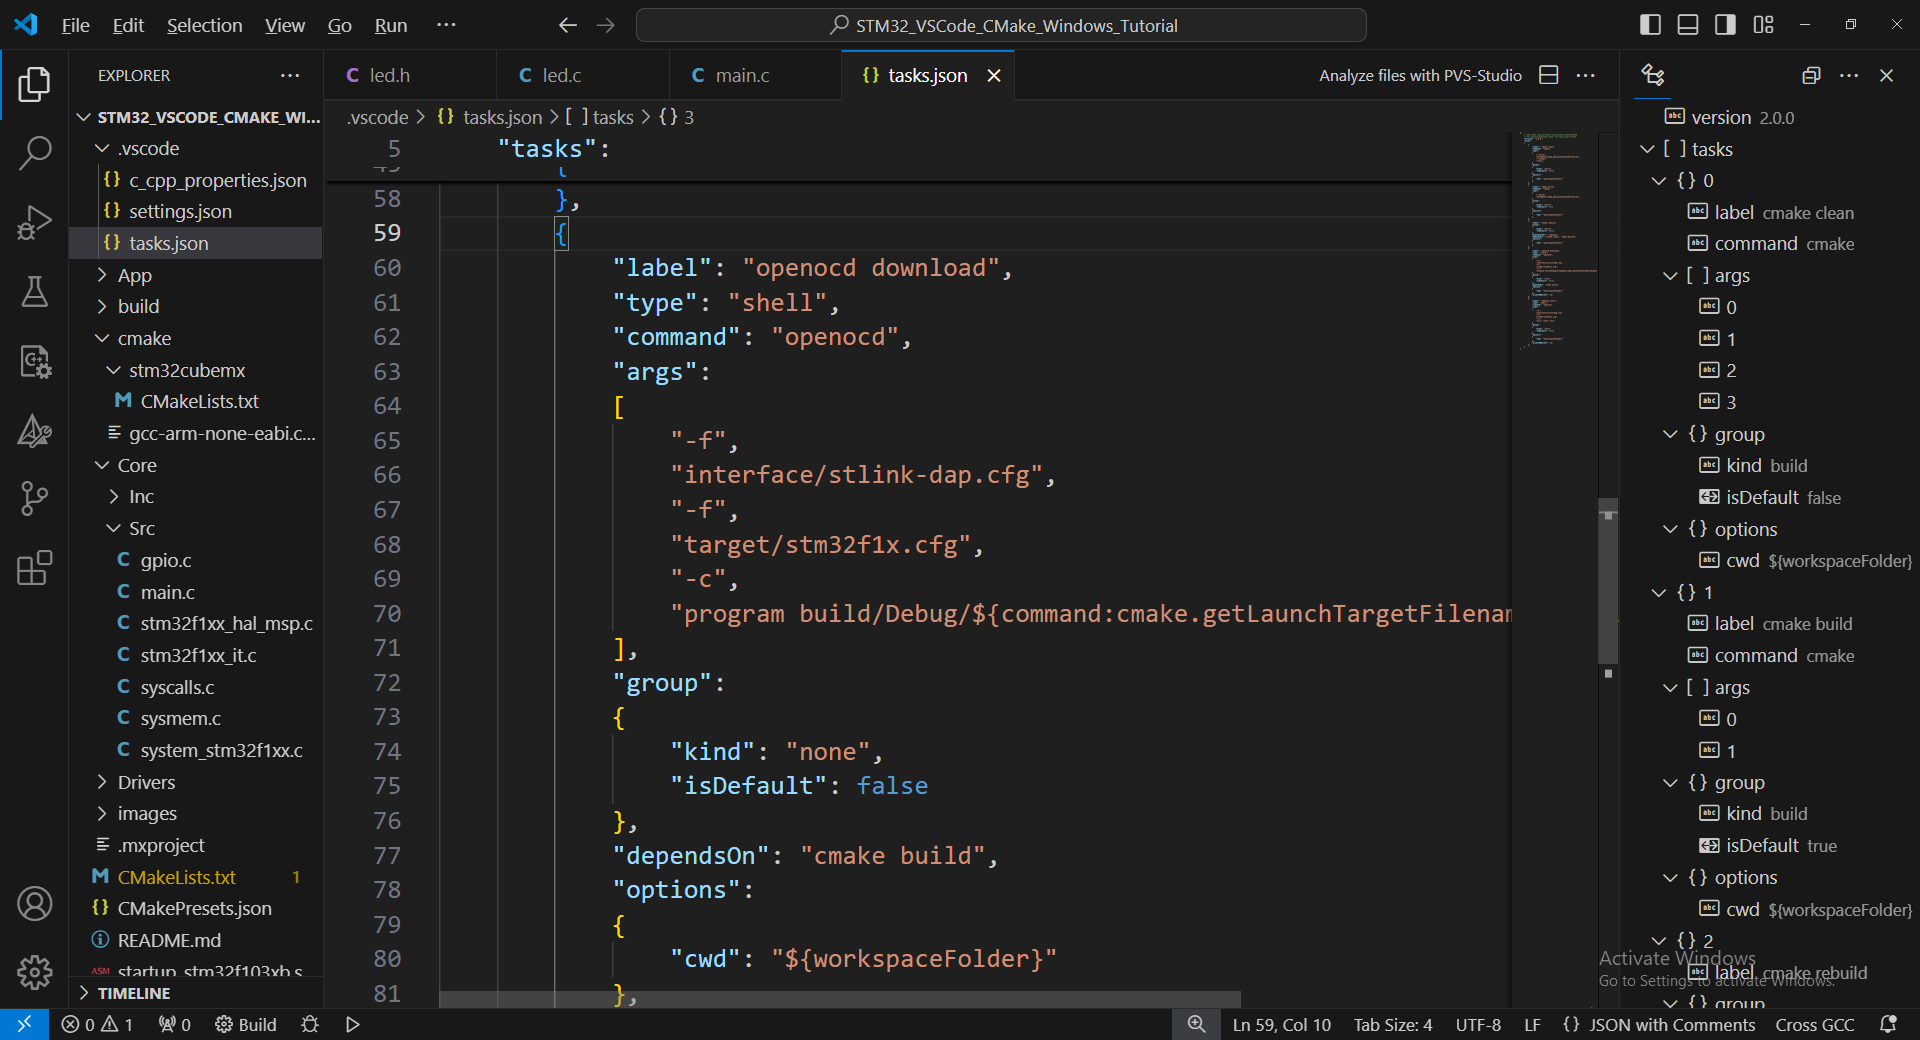 File Edit Selection View Go Run ···
STM32_VSCode_CMake_Windows_Tutorial
EXPLORER
STM32_VSCODE_CMAKE_WI...
.vscode
c_cpp_properties.json
settings.json
tasks.json
App
build
cmake
stm32cubemx
CMakeLists.txt
gcc-arm-none-eabi.c...
Core
Inc
Src
gpio.c
main.c
stm32f1xx_hal_msp.c
stm32f1xx_it.c
syscalls.c
sysmem.c
system_stm32f1xx.c
Drivers
images
.mxproject
CMakeLists.txt 1
CMakePresets.json
README.md
startup_stm32f103xb.s
TIMELINE
led.h
led.c
main.c
tasks.json
Analyze files with PVS-Studio
.vscode > {} tasks.json > [ ] tasks > {} 3
5 "tasks":
58 },
59 {
60 "label": "openocd download",
61 "type": "shell",
62 "command": "openocd",
63 "args":
64 [
65 "-f",
66 "interface/stlink-dap.cfg",
67 "-f",
68 "target/stm32f1x.cfg",
69 "-c",
70 "program build/Debug/${command:cmake.getLaunchTargetFilenam
71 ],
72 "group":
73 {
74 "kind": "none",
75 "isDefault": false
76 },
77 "dependsOn": "cmake build",
78 "options":
79 {
80 "cwd": "${workspaceFolder}"
81 },
version 2.0.0
[ ] tasks
{} 0
label cmake clean
command cmake
[ ] args
0
1
2
3
{} group
kind build
isDefault false
{} options
cwd ${workspaceFolder}
{} 1
label cmake build
command cmake
[ ] args
0
1
{} group
kind build
isDefault true
{} options
cwd ${workspaceFolder}
{} 2
label cmake rebuild
{} group
Activate Windows
Go to Settings to activate Windows.
0 1 0 Build
Ln 59, Col 10 Tab Size: 4 UTF-8 LF {} JSON with Comments Cross GCC